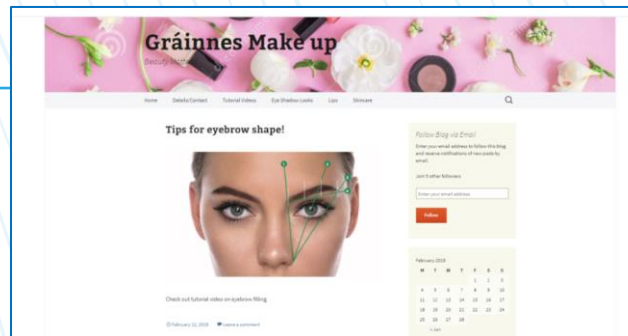 Gráinnes Make up
Beauty
Home Details/Contact Tutorial Videos Eye Shadow Looks Lips Skincare
Tips for eyebrow shape!
Check out tutorial video on eyebrow filling
February 12, 2019 Leave a comment
Follow Blog via Email
Enter your email address to follow this blog
and receive notifications of new posts by
email.
Join other followers
Enter your email address
Follow
February 2019
M T W T F S S
1 2 3
4 5 6 7 8 9 10
11 12 13 14 15 16 17
18 19 20 21 22 23 24
25 26 27 28
« Jan